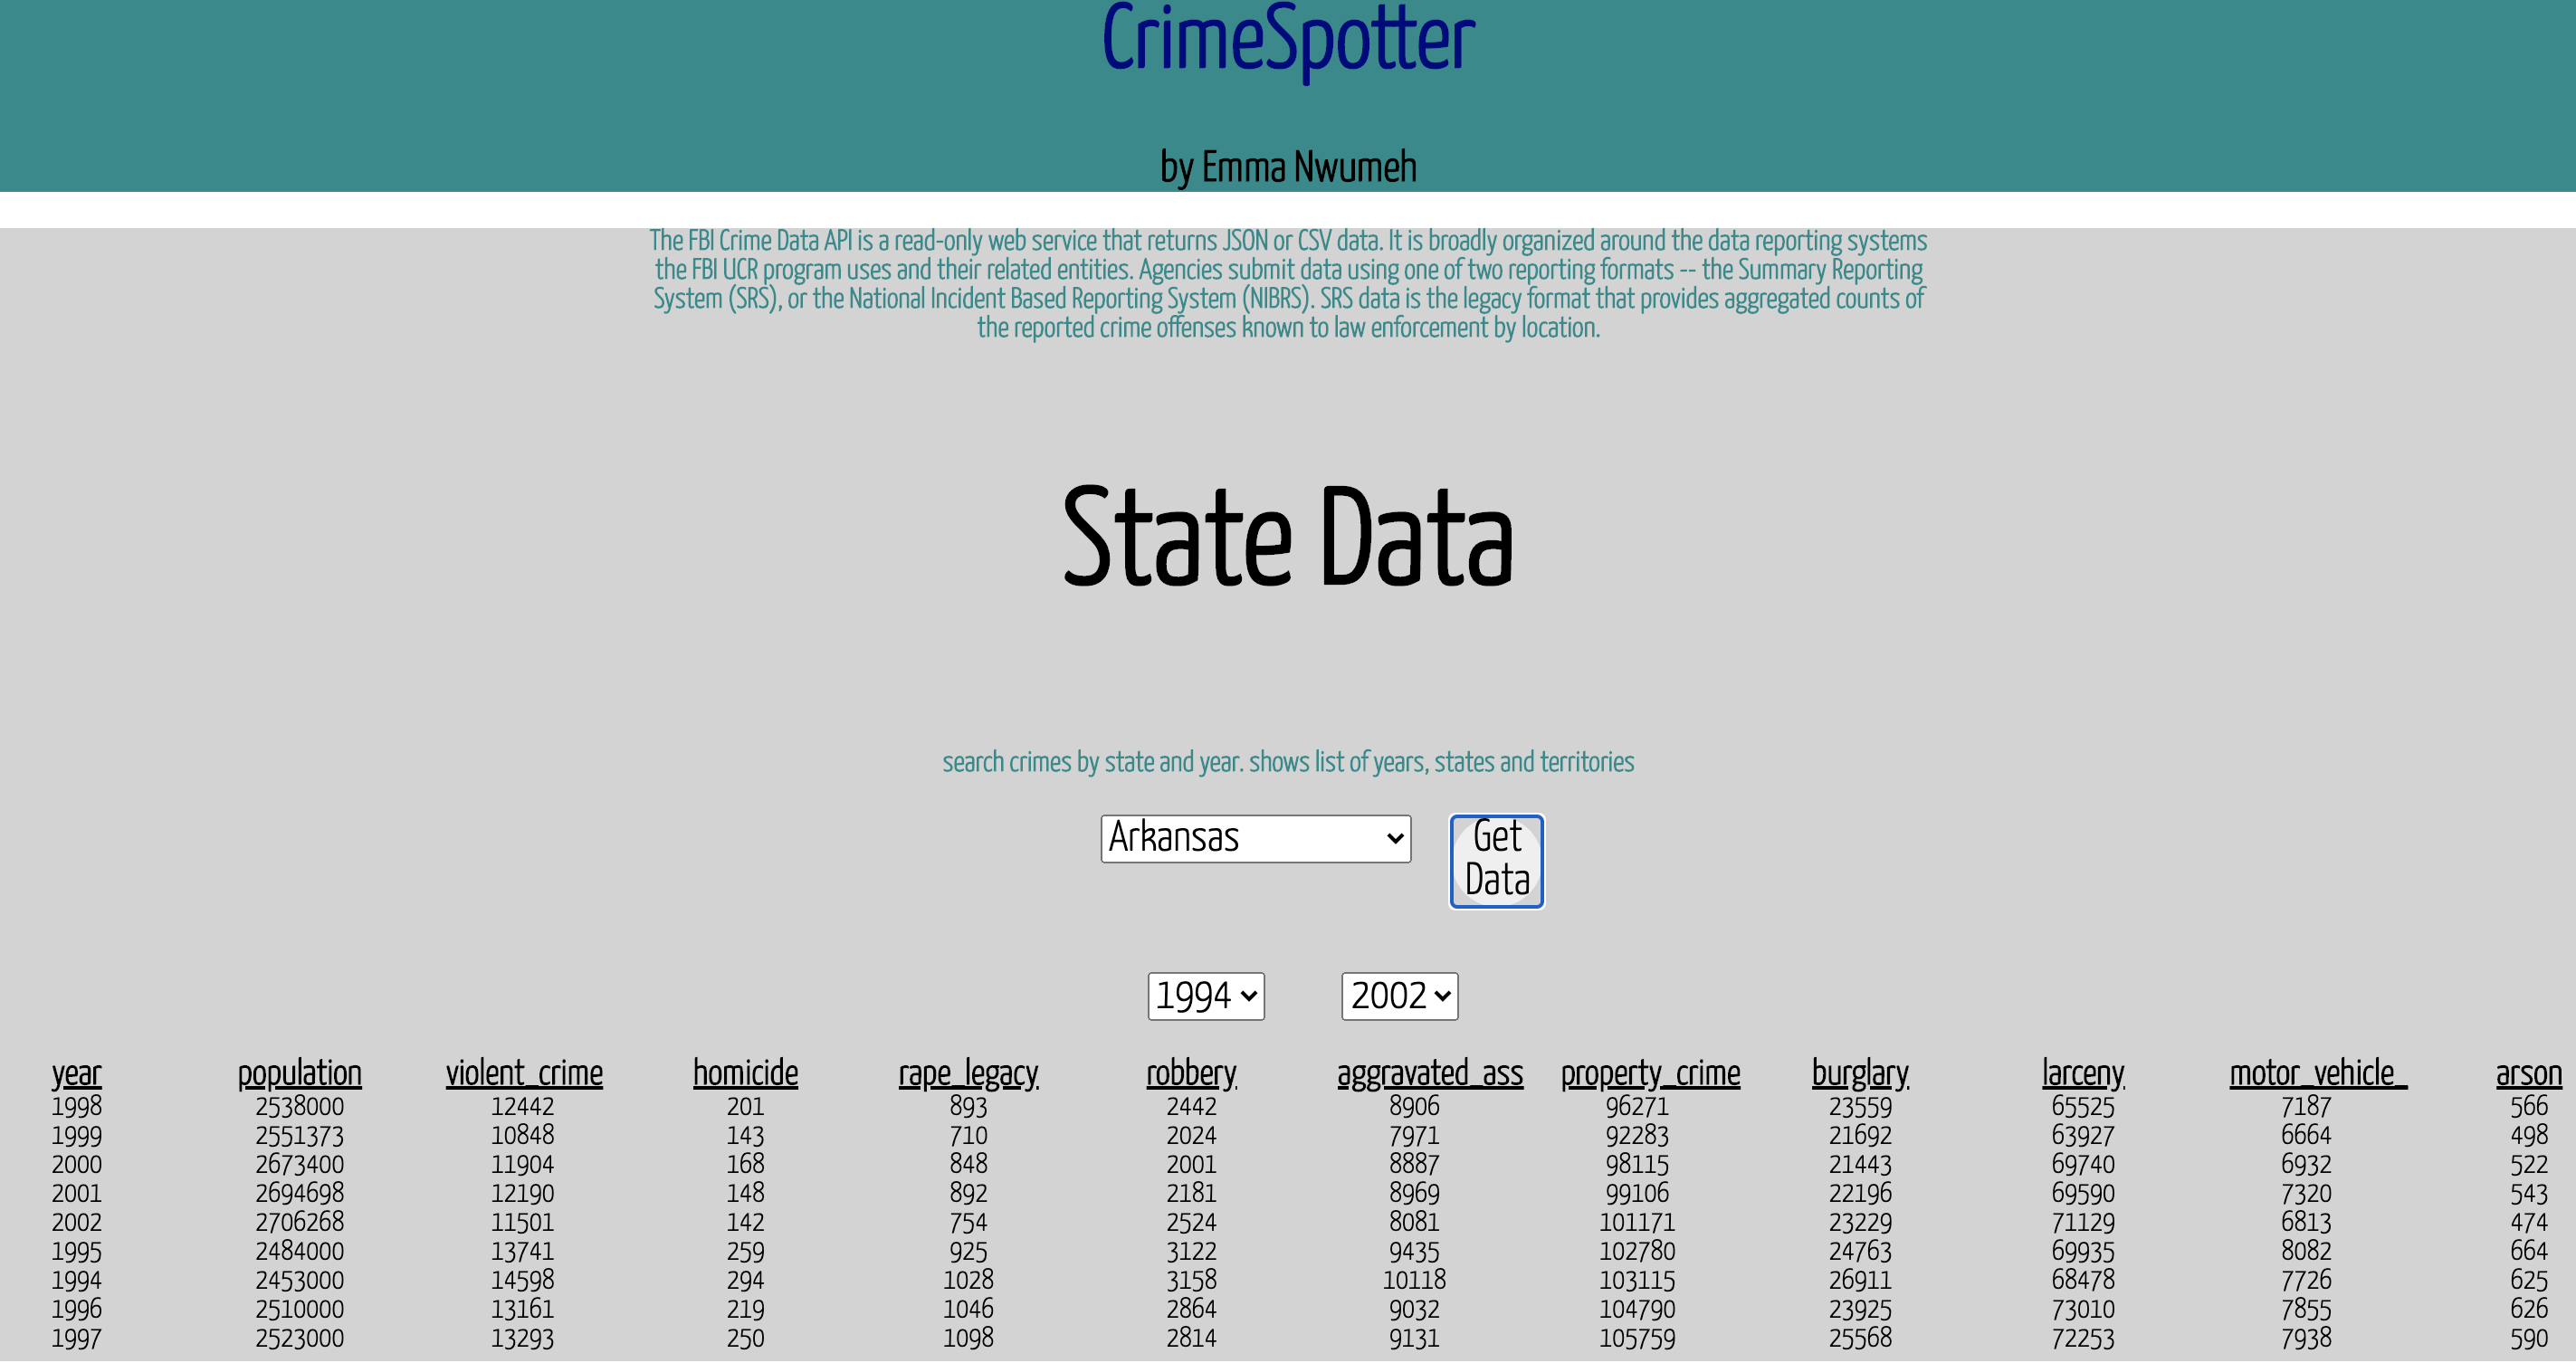 CrimeSpotter
by Emma Nwumeh
The FBI Crime Data API is a read-only web service that returns JSON or CSV data. It is broadly organized around the data reporting systems
the FBI UCR program uses and their related entities. Agencies submit data using one of two reporting formats -- the Summary Reporting
System (SRS), or the National Incident Based Reporting System (NIBRS). SRS data is the legacy format that provides aggregated counts of
the reported crime offenses known to law enforcement by location.
State Data
search crimes by state and year. shows list of years, states and territories
Arkansas
Get
Data
1994 2002
year population violent_crime homicide rape_legacy robbery aggravated_ass property_crime burglary larceny motor_vehicle_ arson
1998 2538000 12442 201 893 2442 8906 96271 23559 65525 7187 566
1999 2551373 10848 143 710 2024 7971 92283 21692 63927 6664 498
2000 2673400 11904 168 848 2001 8887 98115 21443 69740 6932 522
2001 2694698 12190 148 892 2181 8969 99106 22196 69590 7320 543
2002 2706268 11501 142 754 2524 8081 101171 23229 71129 6813 474
1995 2484000 13741 259 925 3122 9435 102780 24763 69935 8082 664
1994 2453000 14598 294 1028 3158 10118 103115 26911 68478 7726 625
1996 2510000 13161 219 1046 2864 9032 104790 23925 73010 7855 626
1997 2523000 13293 250 1098 2814 9131 105759 25568 72253 7938 590